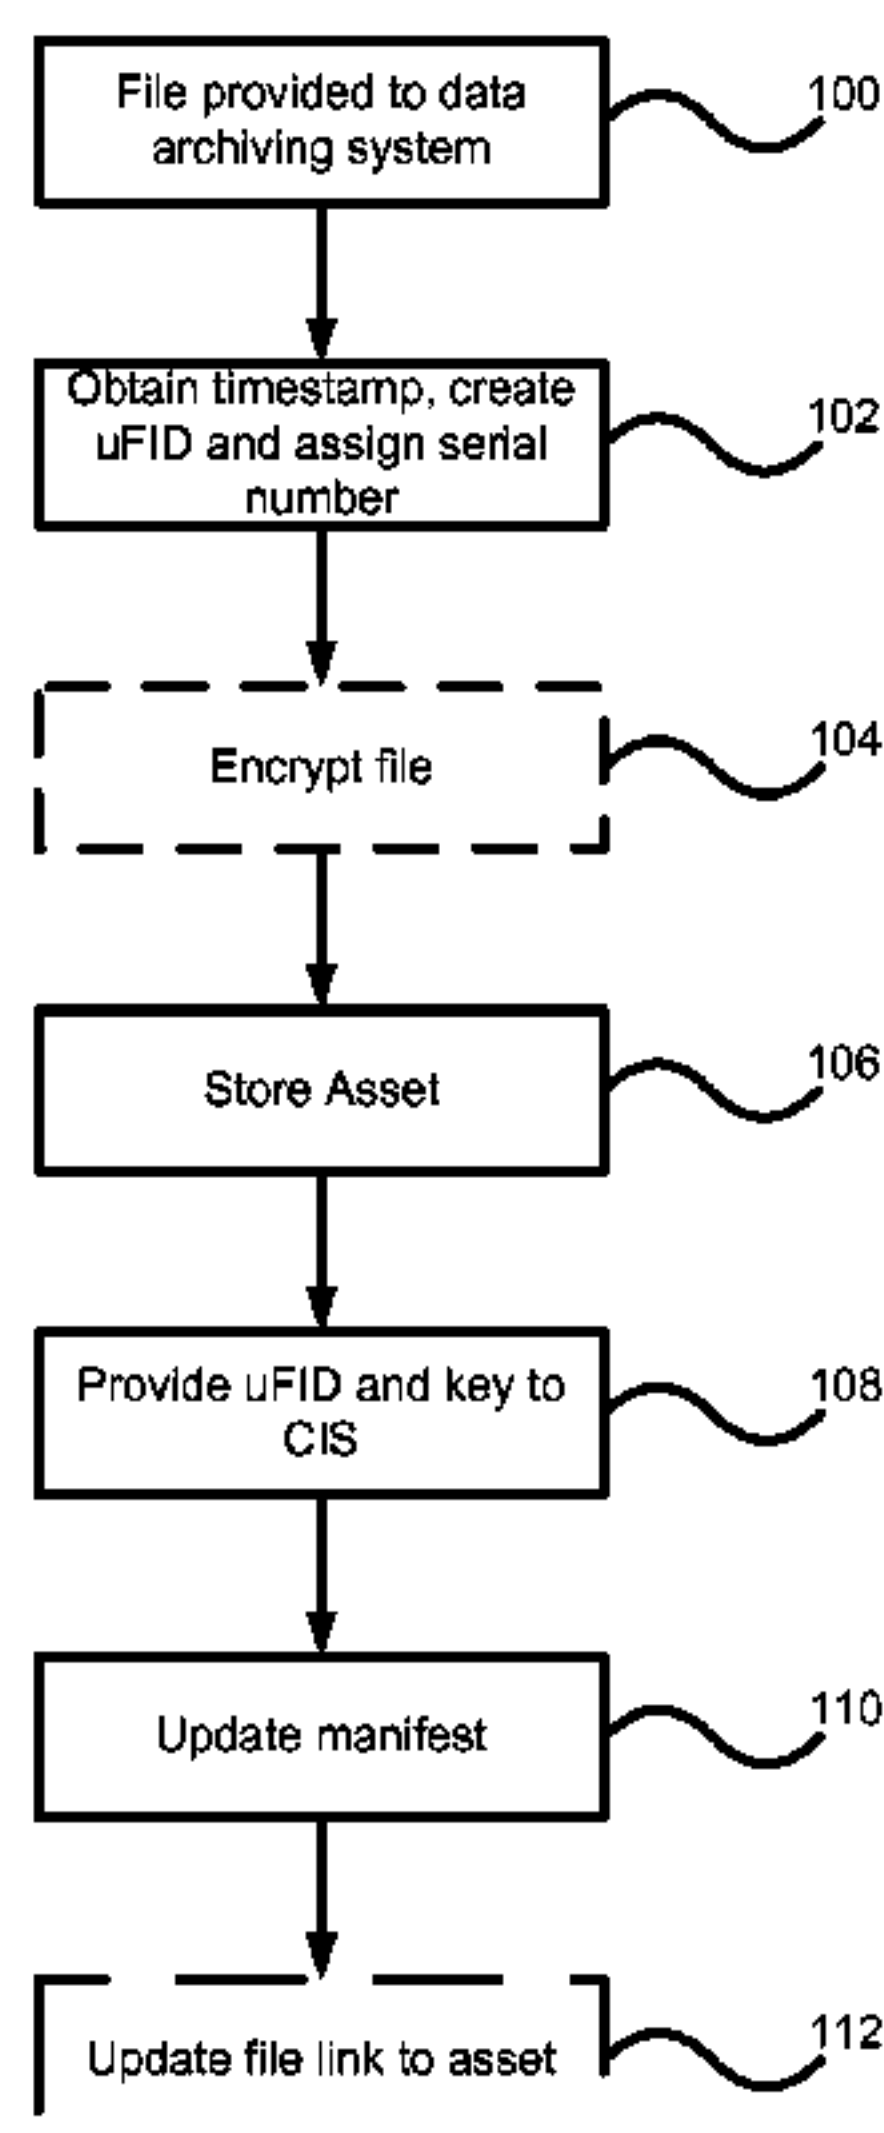 File provided to data
archiving system
100
Obtain timestamp, create
uFID and assign serial
number
102
Encrypt file
104
Store Asset
106
Provide uFID and key to
CIS
108
Update manifest
110
Update file link to asset
112